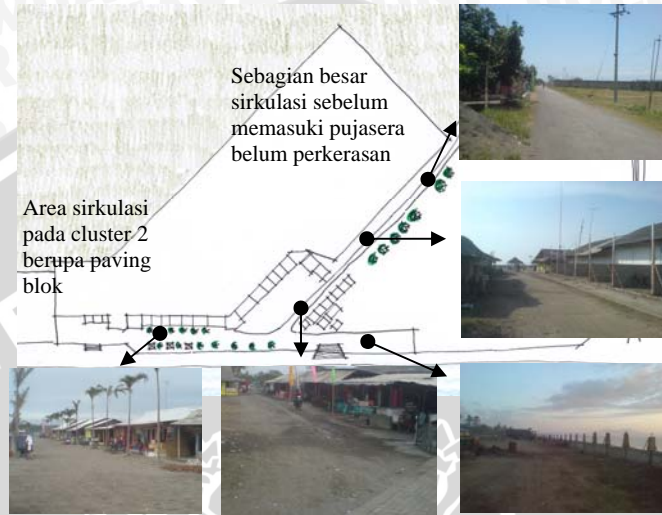 Sebagian besar
sirkulasi sebelum
memasuki pujasera
belum perkerasan
Area sirkulasi
pada cluster 2
berupa paving
blok